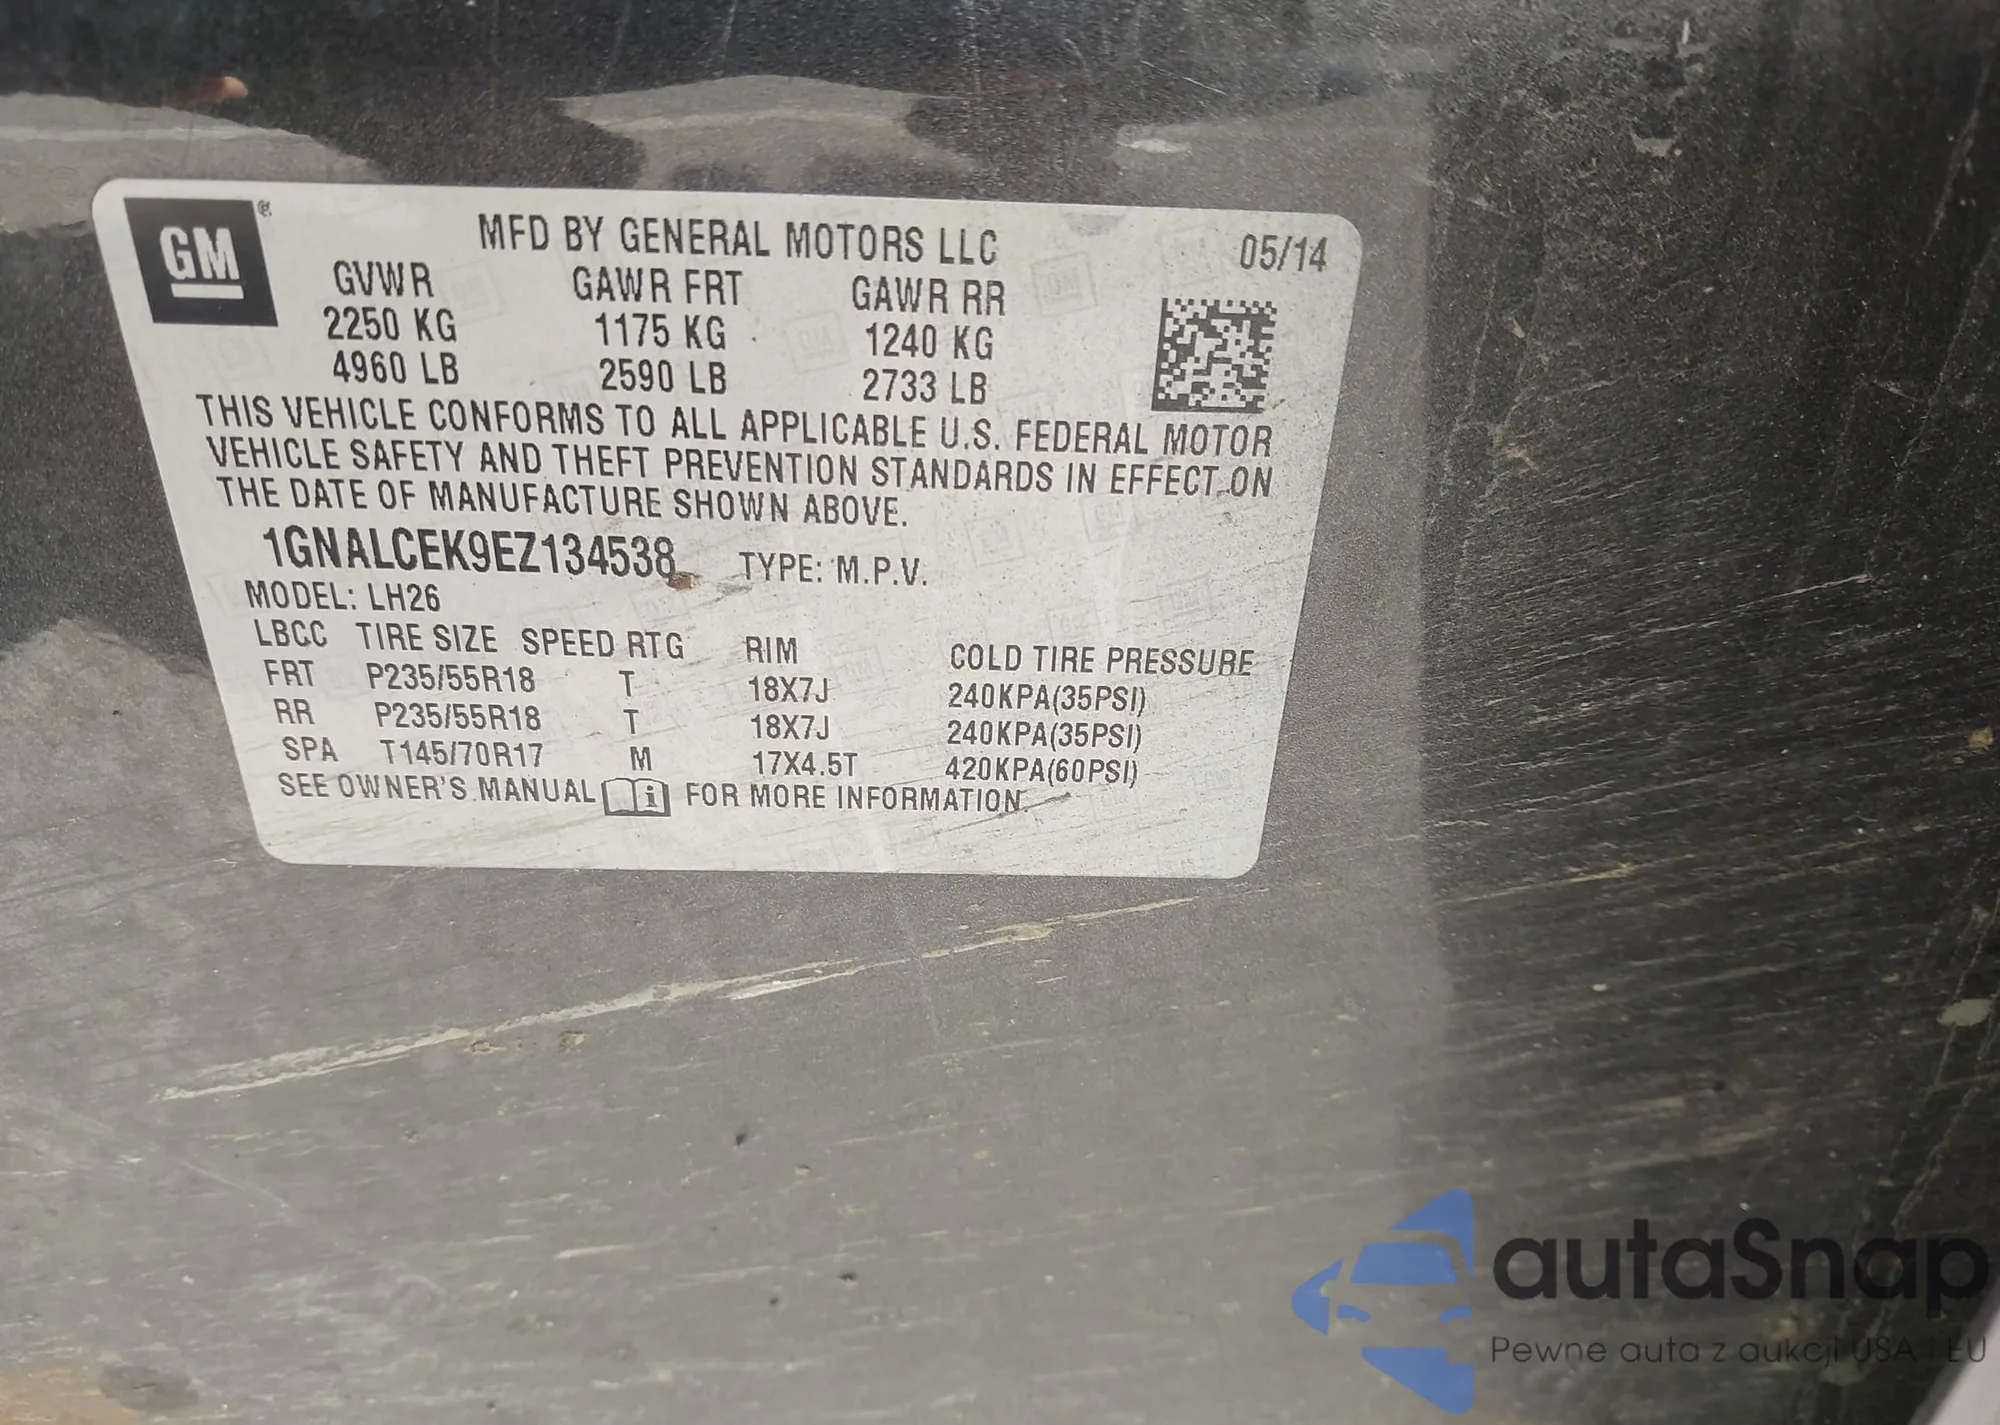 GM
MFD BY GENERAL MOTORS LLC 05/14
GVWR GAWR FRT GAWR RR
2250 KG 1175 KG 1240 KG
4960 LB 2590 LB 2733 LB
THIS VEHICLE CONFORMS TO ALL APPLICABLE U.S. FEDERAL MOTOR
VEHICLE SAFETY AND THEFT PREVENTION STANDARDS IN EFFECT ON
THE DATE OF MANUFACTURE SHOWN ABOVE.
1GNALCEK9EZ134538 TYPE: M.P.V.
MODEL: LH26
LBCC TIRE SIZE SPEED RTG RIM COLD TIRE PRESSURE
FRT P235/55R18 T 18X7J 240KPA(35PSI)
RR P235/55R18 T 18X7J 240KPA(35PSI)
SPA T145/70R17 M 17X4.5T 420KPA(60PSI)
SEE OWNER'S MANUAL i FOR MORE INFORMATION.
autaSnap
Pewne auta z aukcji USA i EU